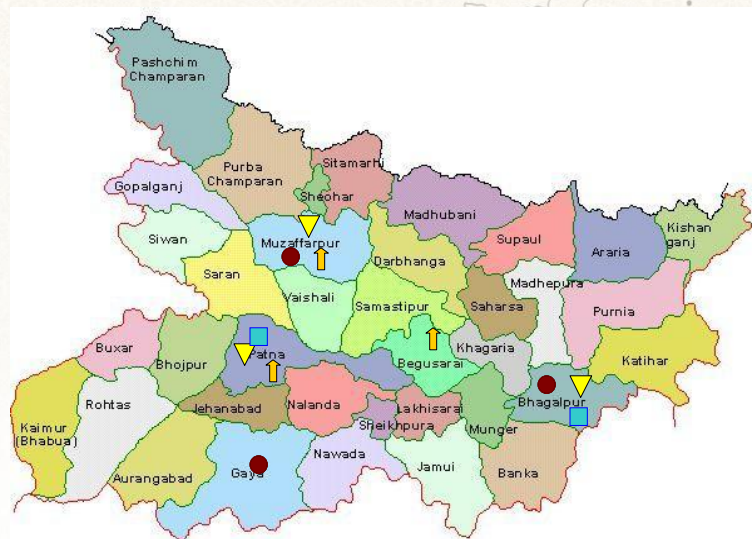 Pashchim
Champaran
Purba
Champaran
Sitamarhi
Gopalganj
Sheohar
Madhubani
Kishan
ganj
Siwan
Muzaffarpur
Supaul
Araria
Darbhanga
Saran
Madhepura
Vaishali
Samastipur
Saharsa
Purnia
Buxar
Bhojpur
Patna
Khagaria
Katihar
Begusarai
Rohtas
Jehanabad
Nalanda
Lakhisarai
Bhagalpur
Kaimur
(Bhabua)
Sheikhpura
Munger
Aurangabad
Gaya
Nawada
Jamui
Banka